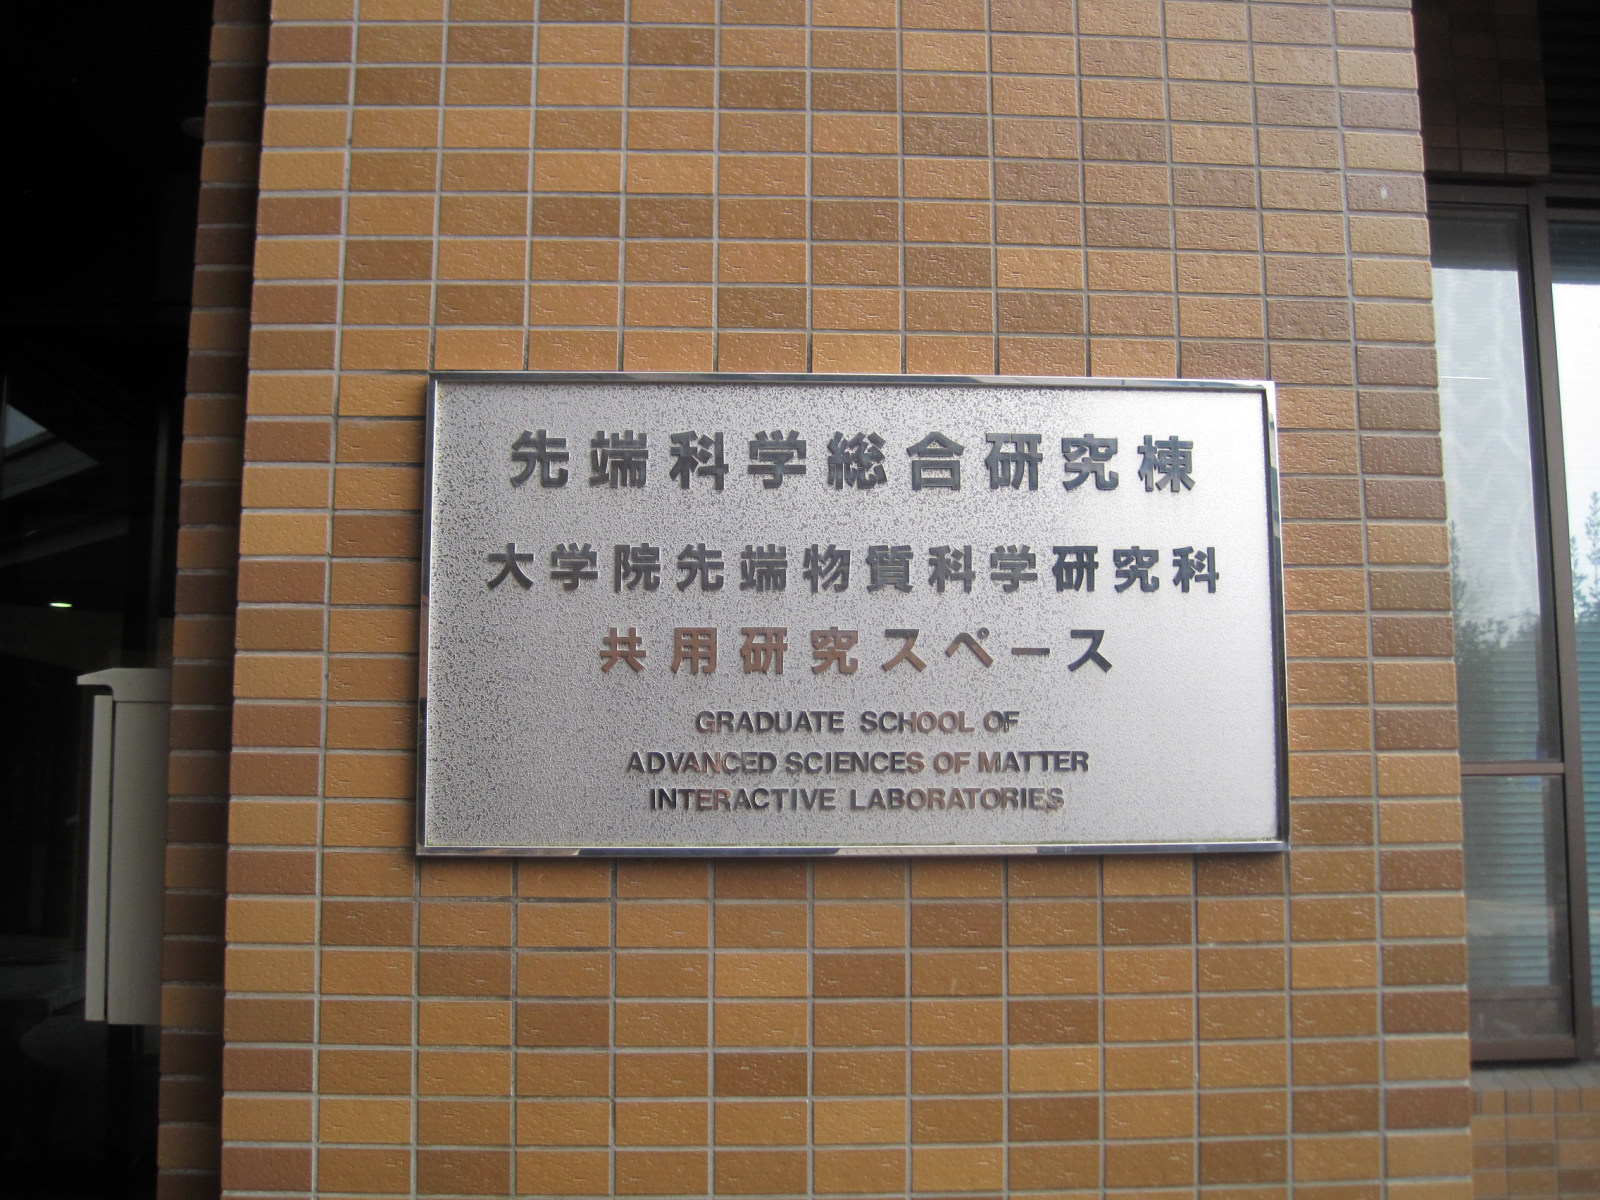 先端科学総合研究棟
大学院先端物質科学研究科
共用研究スペース
GRADUATE SCHOOL OF
ADVANCED SCIENCES OF MATTER
INTERACTIVE LABORATORIES